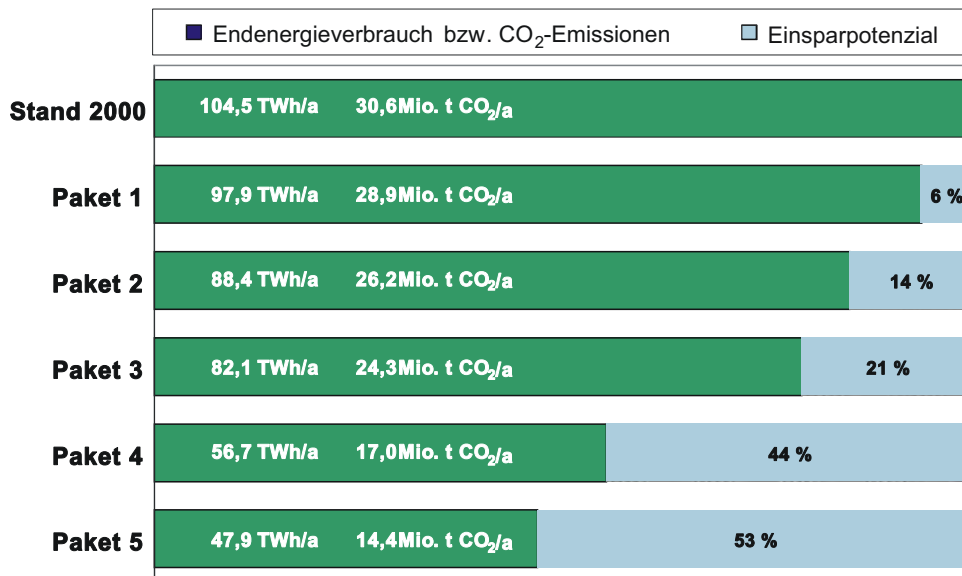 Endenergieverbrauch bzw. CO₂-Emissionen Einsparpotenzial
Stand 2000 104,5 TWh/a 30,6Mio. t CO₂/a
Paket 1 97,9 TWh/a 28,9Mio. t CO₂/a 6 %
Paket 2 88,4 TWh/a 26,2Mio. t CO₂/a 14 %
Paket 3 82,1 TWh/a 24,3Mio. t CO₂/a 21 %
Paket 4 56,7 TWh/a 17,0Mio. t CO₂/a 44 %
Paket 5 47,9 TWh/a 14,4Mio. t CO₂/a 53 %